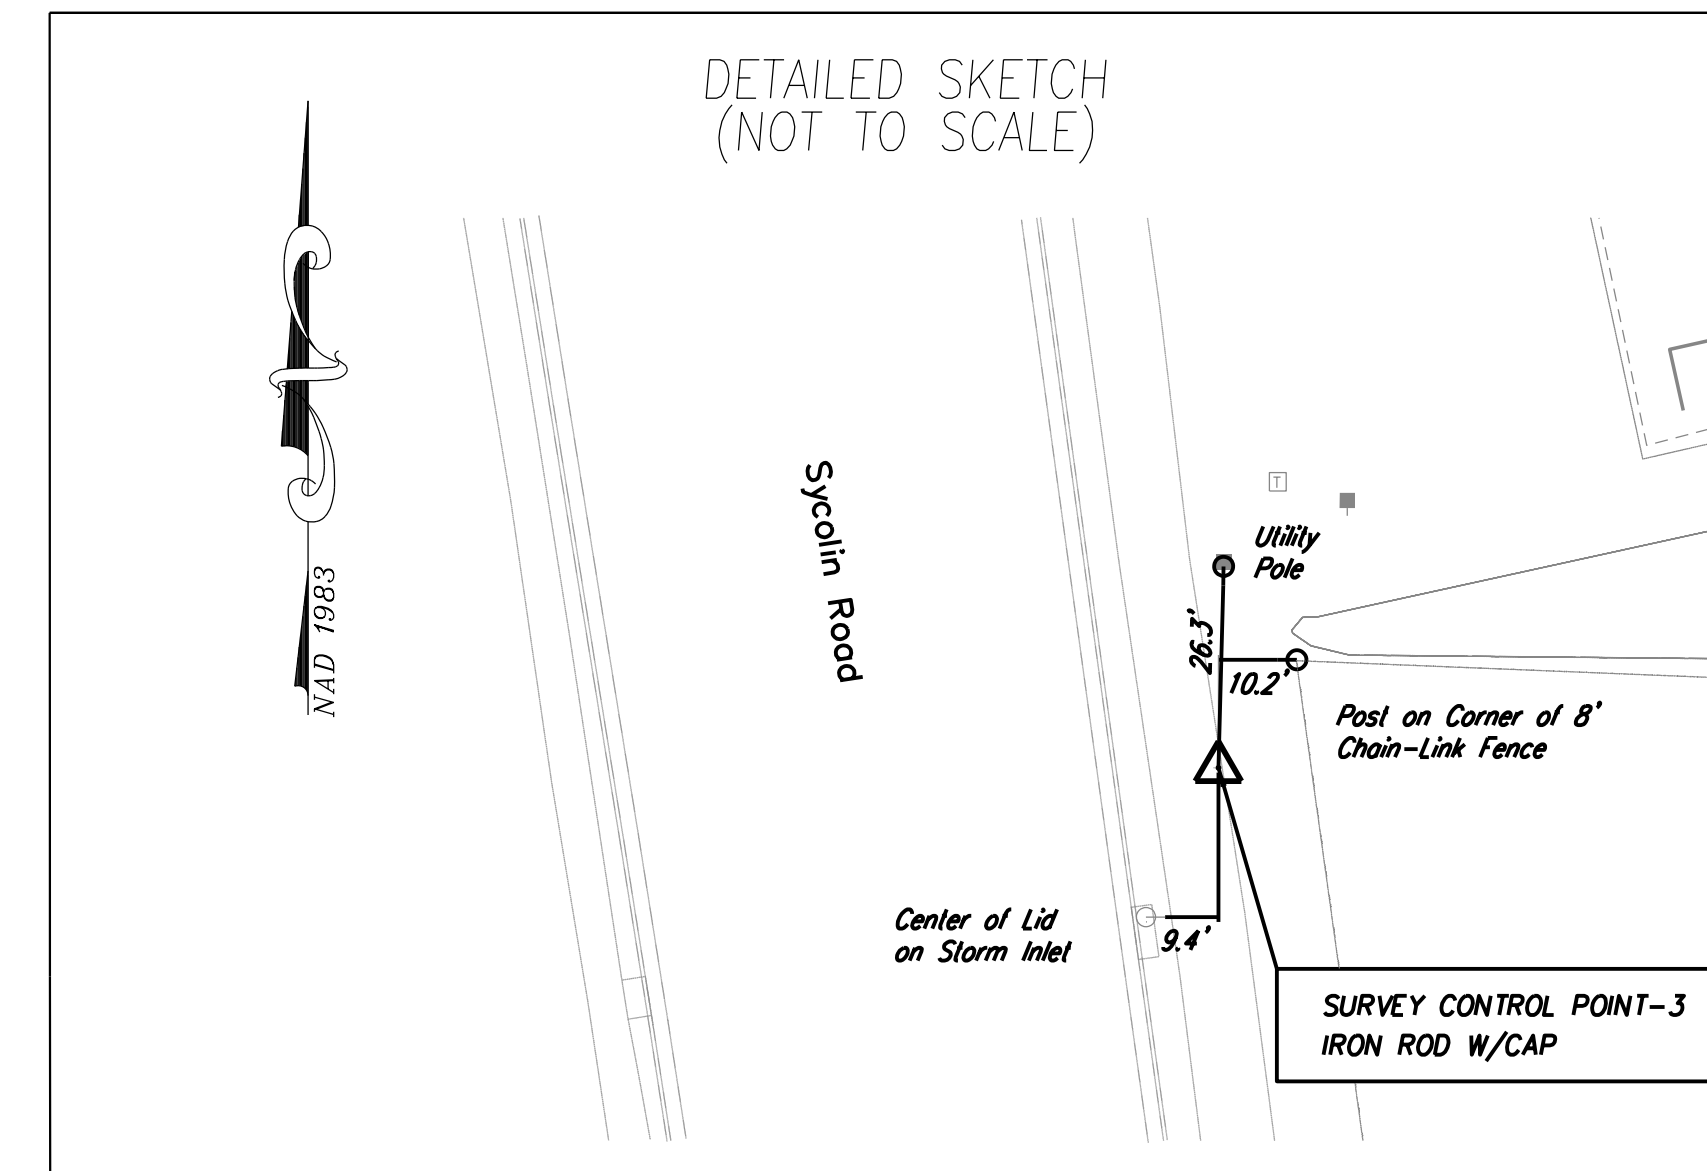 DETAILED SKETCH
(NOT TO SCALE)
NAD 1983
Sycolin Road
T
Utility
Pole
26.3'
10.2'
Post on Corner of 8'
Chain-Link Fence
Center of Lid
on Storm Inlet
9.4'
SURVEY CONTROL POINT-3
IRON ROD W/CAP